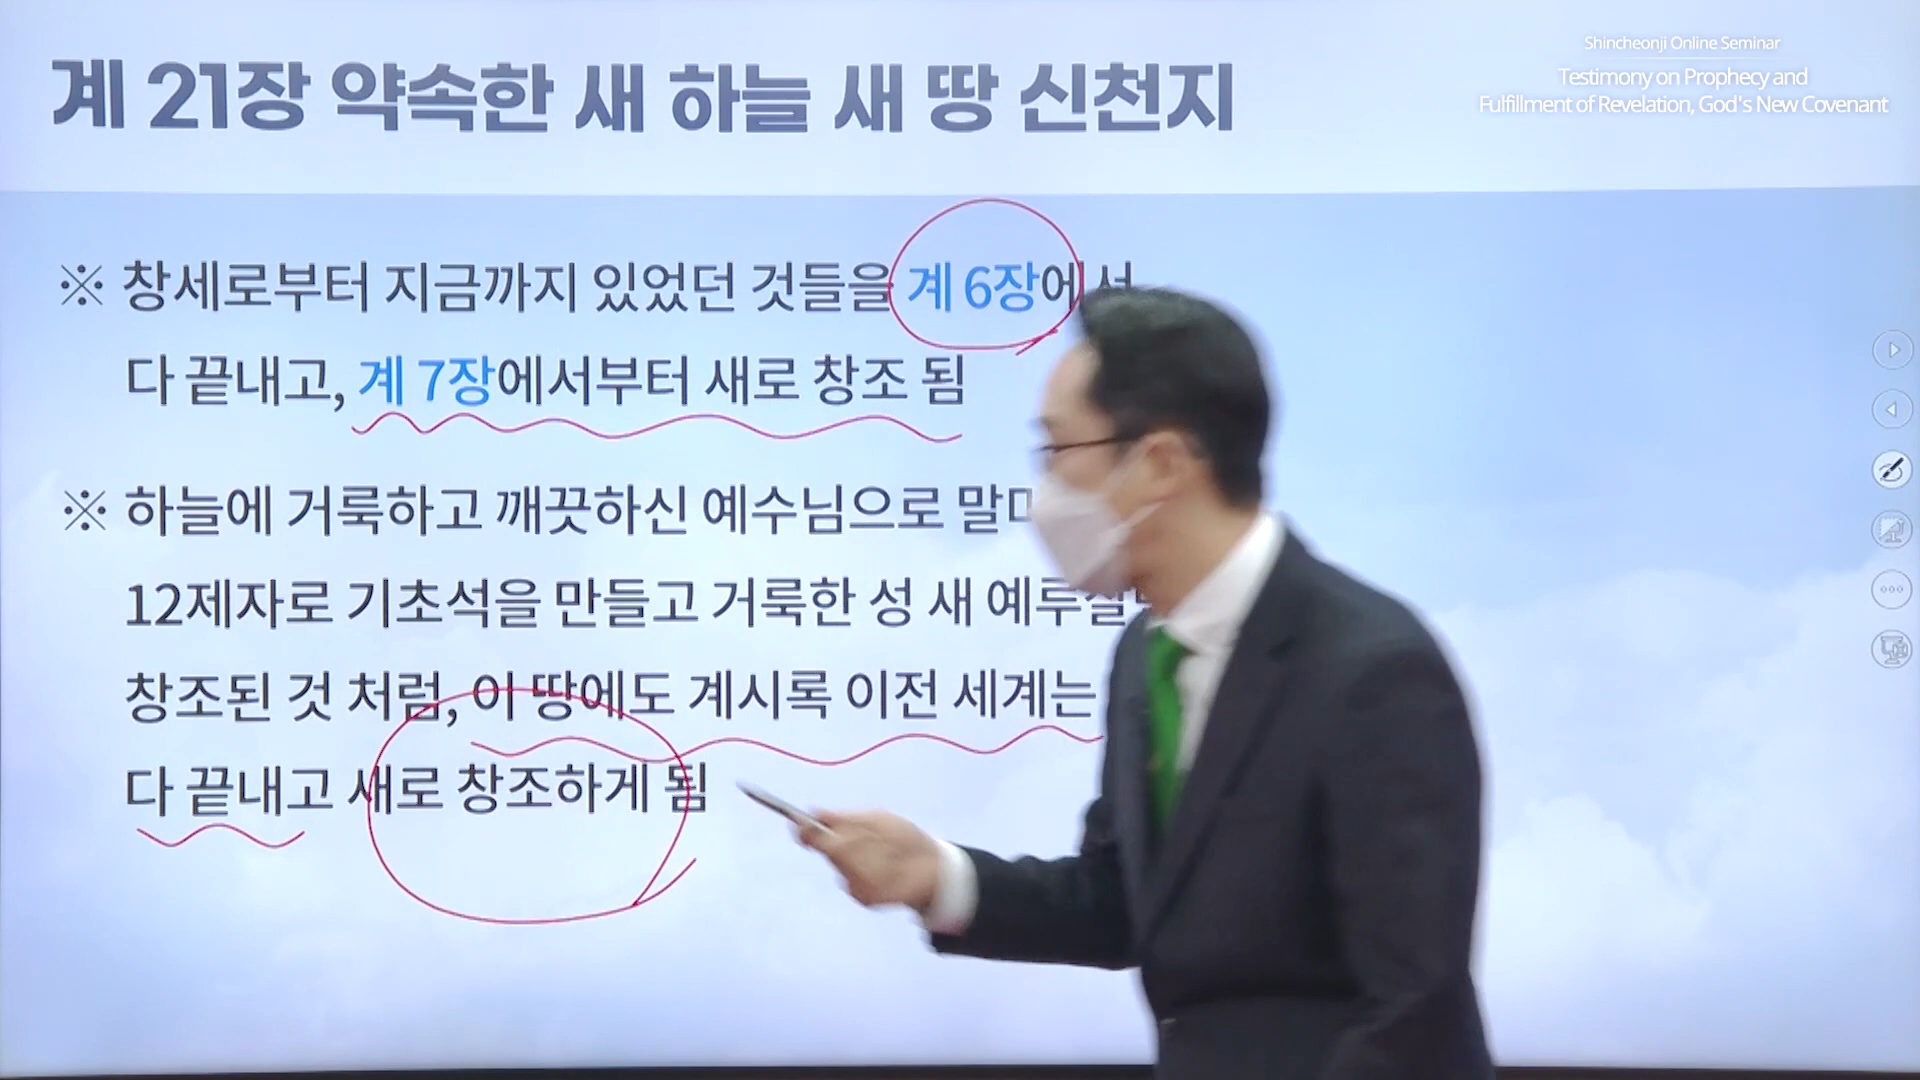 계 21장 약속한 새 하늘 새 땅 신천지
Shincheonji Online Seminar
Testimony on Prophecy and
Fulfillment of Revelation, God's New Covenant
※ 창세로부터 지금까지 있었던 것들을 계 6장에서
다 끝내고, 계 7장에서부터 새로 창조 됨
※ 하늘에 거룩하고 깨끗하신 예수님으로
12제자로 기초석을 만들고 거룩한 성 새
창조된 것 처럼, 이 땅에도 계시록 이전 세계는
다 끝내고 새로 창조하게 됨